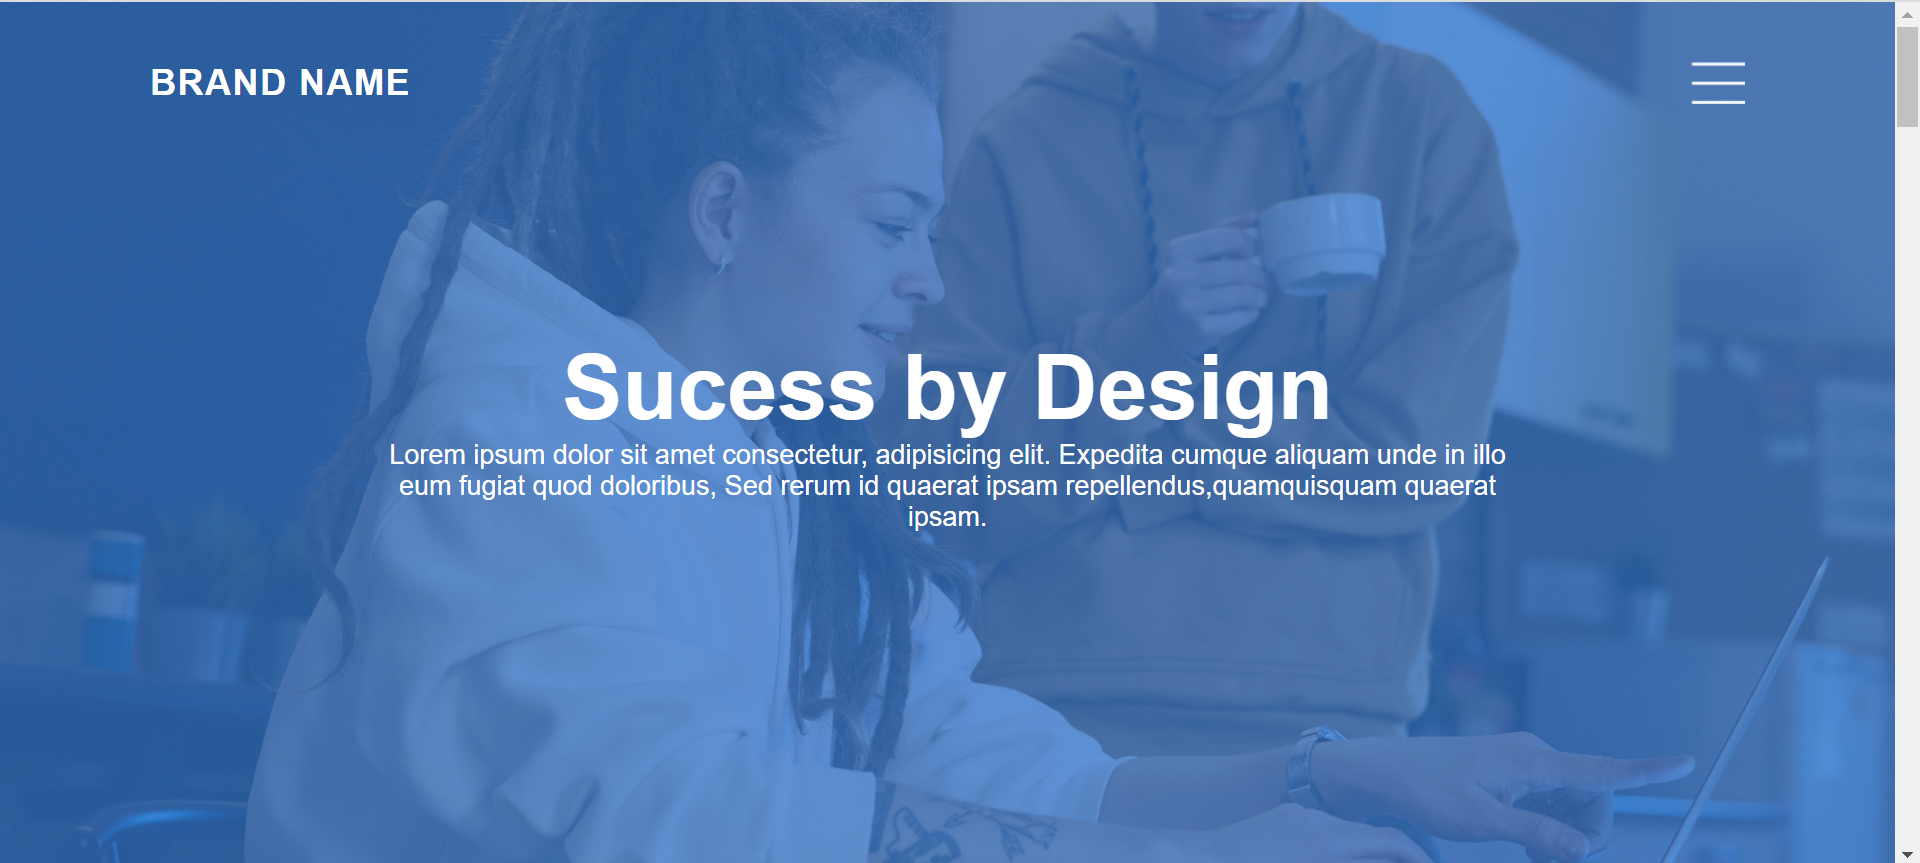 BRAND NAME
Sucess by Design
Lorem ipsum dolor sit amet consectetur, adipisicing elit. Expedita cumque aliquam unde in illo
eum fugiat quod doloribus, Sed rerum id quaerat ipsam repellendus,quamquisquam quaerat
ipsam.